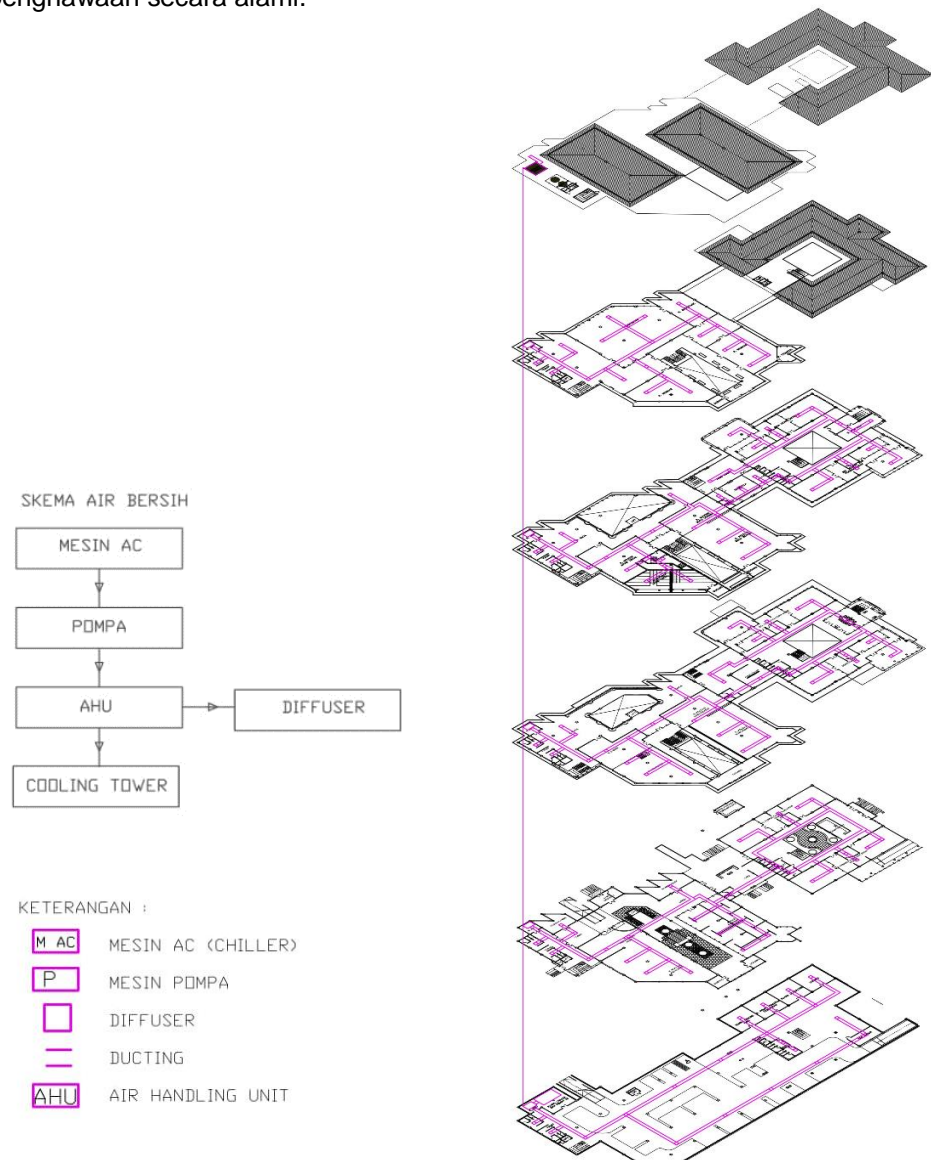 penghawaan secara alami.
SKEMA AIR BERSIH
MESIN AC
POMPA
AHU
DIFFUSER
COOLING TOWER
KETERANGAN :
M AC MESIN AC (CHILLER)
P MESIN POMPA
DIFFUSER
DUCTING
AHU AIR HANDLING UNIT